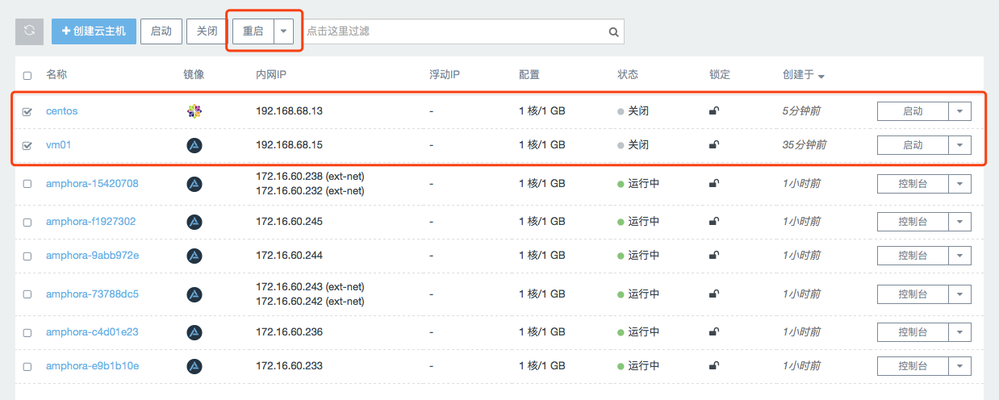 创建云主机 启动 关闭 重启 点击这里过滤
名称 镜像 内网IP 浮动IP 配置 状态 锁定 创建于
centos 192.168.68.13 - 1 核/1 GB 关闭 5分钟前 启动
vm01 192.168.68.15 - 1 核/1 GB 关闭 35分钟前 启动
amphora-15420708 172.16.60.238 (ext-net) - 1 核/1 GB 运行中 1小时前 控制台
172.16.60.232 (ext-net)
amphora-f1927302 172.16.60.245 - 1 核/1 GB 运行中 1小时前 控制台
amphora-9abb972e 172.16.60.244 - 1 核/1 GB 运行中 1小时前 控制台
amphora-73788dc5 172.16.60.243 (ext-net) - 1 核/1 GB 运行中 1小时前 控制台
172.16.60.242 (ext-net)
amphora-c4d01e23 172.16.60.236 - 1 核/1 GB 运行中 1小时前 控制台
amphora-e9b1b10e 172.16.60.233 - 1 核/1 GB 运行中 1小时前 控制台